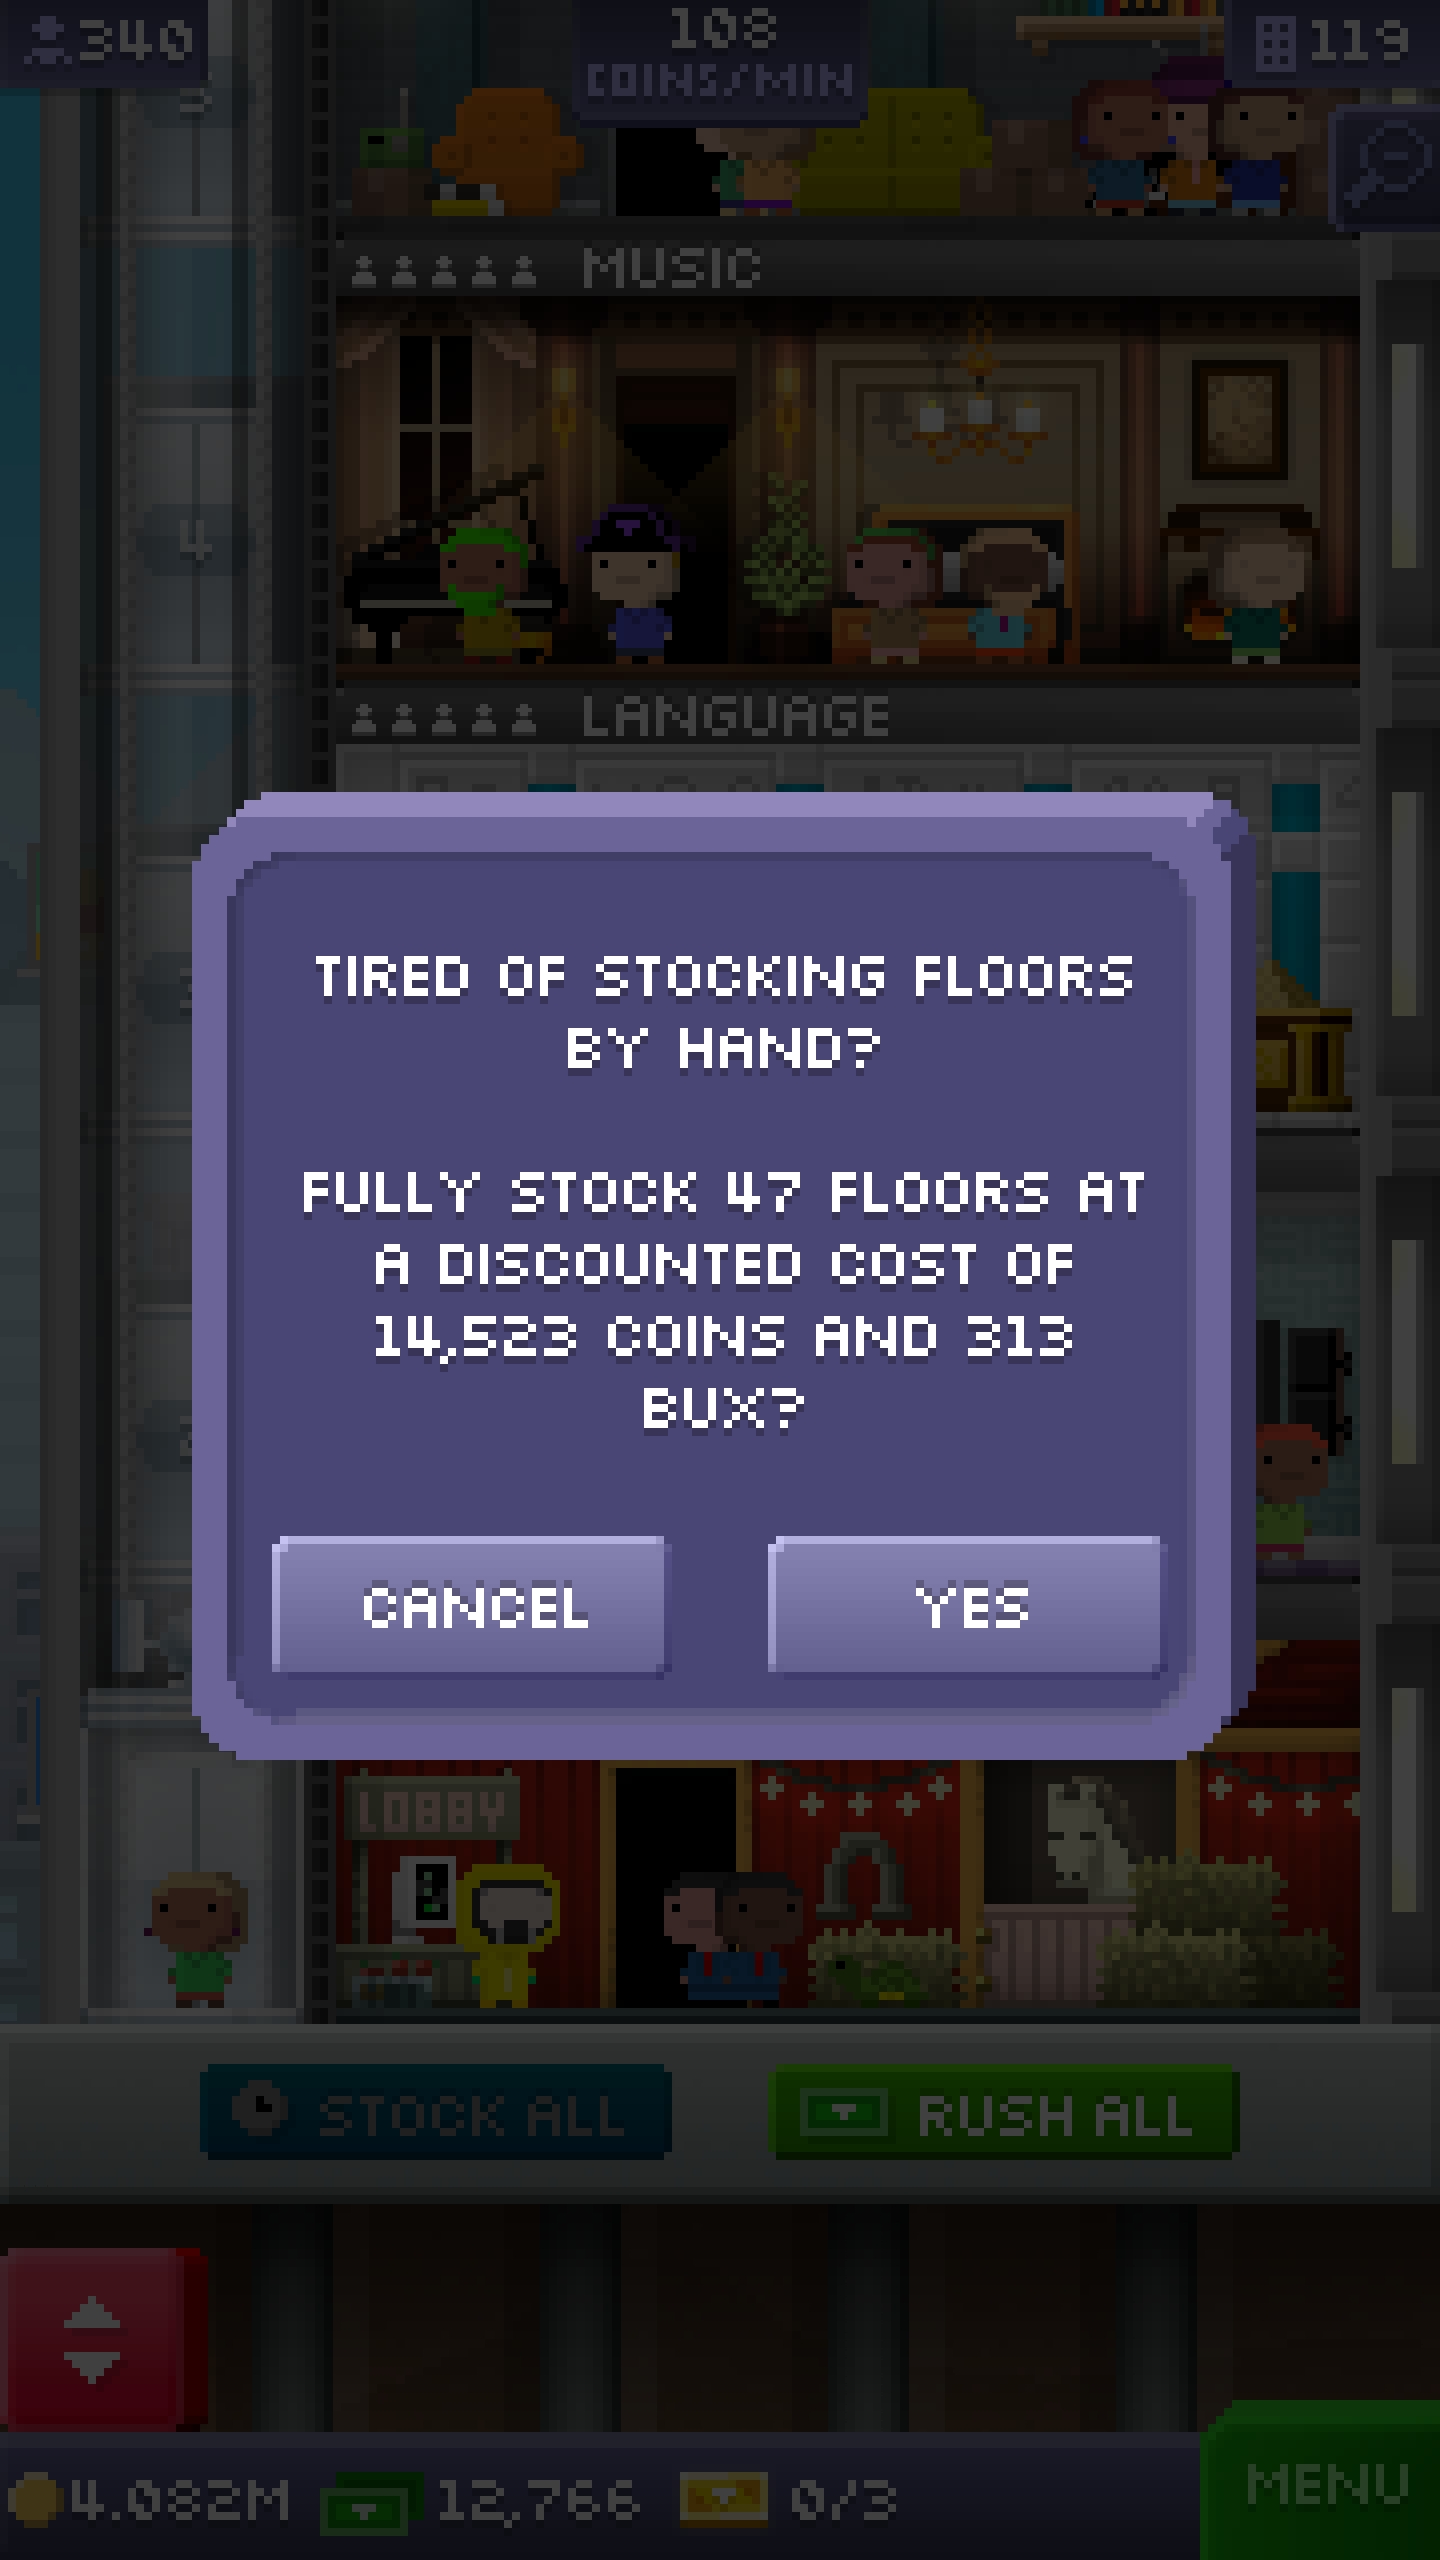 340
108
COINS/MIN
119
MUSIC
4
LANGUAGE
TIRED OF STOCKING FLOORS
BY HAND?
FULLY STOCK 47 FLOORS AT
A DISCOUNTED COST OF
14,523 COINS AND 313
BUX?
CANCEL
YES
LOBBY
STOCK ALL
RUSH ALL
4.082M
12,766
0/3
MENU